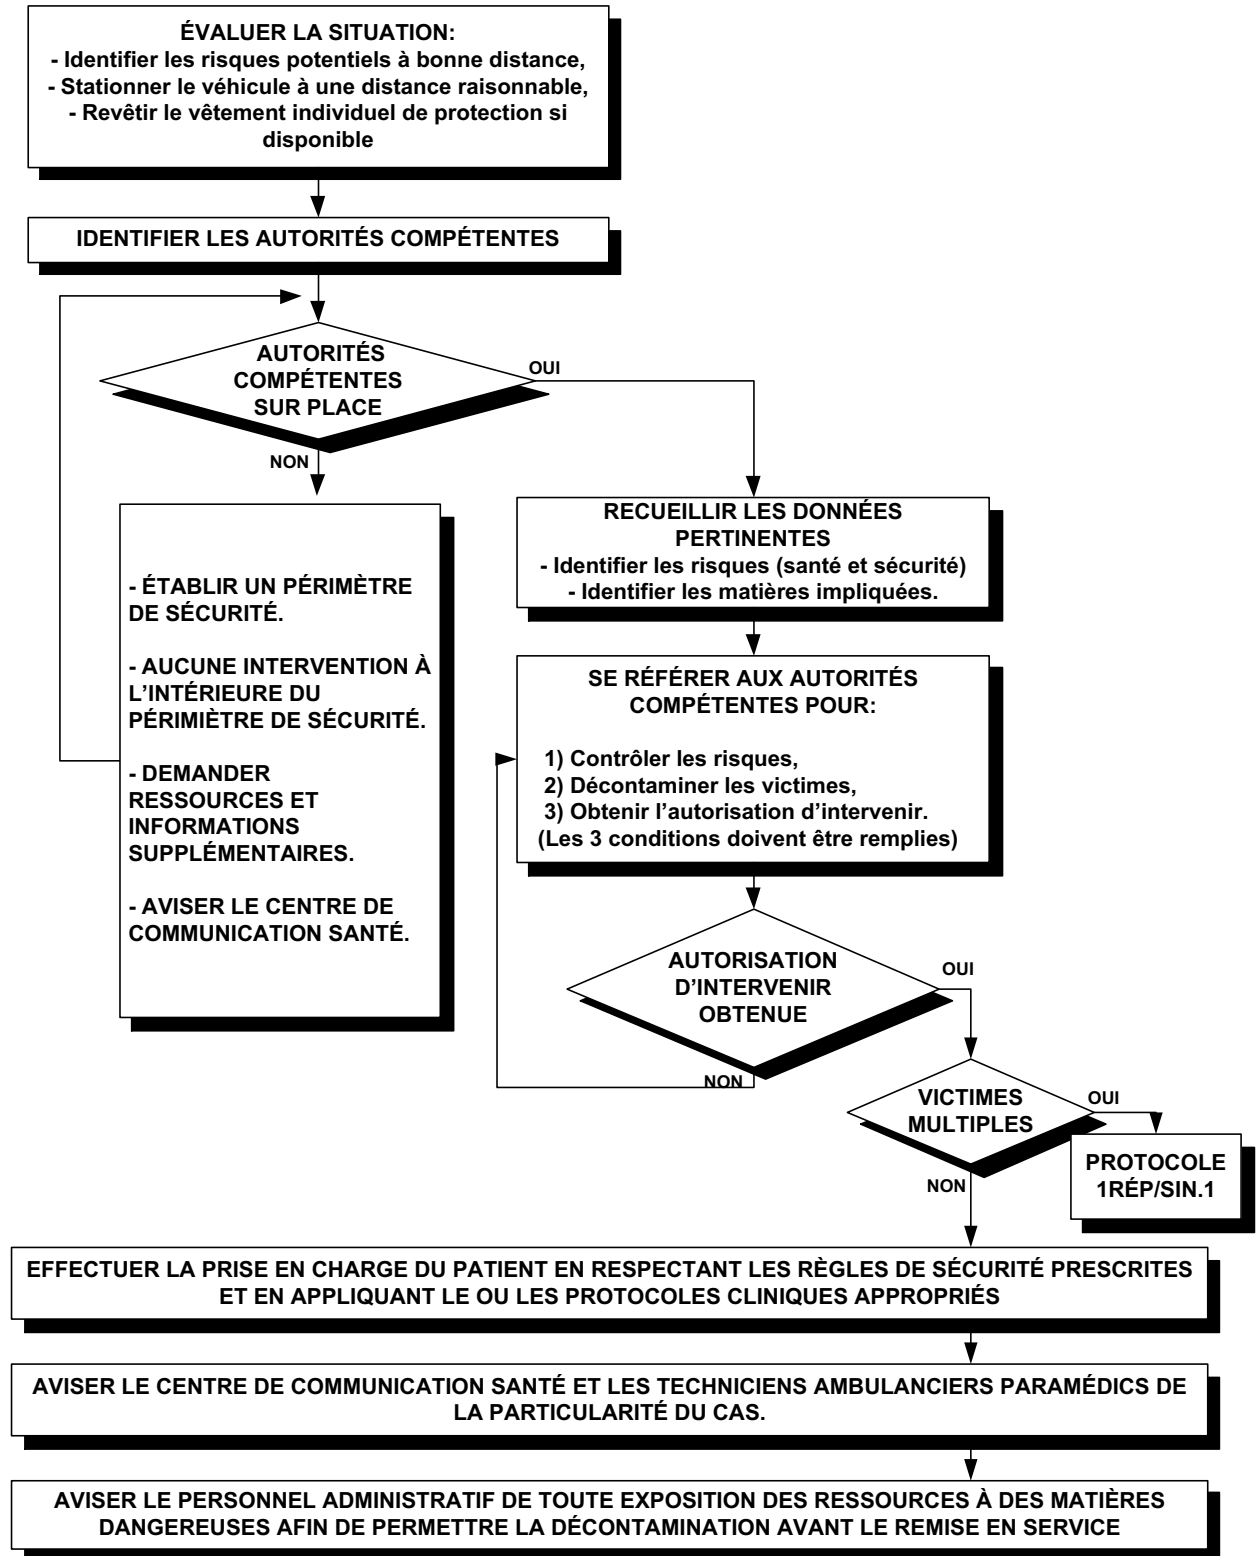 ÉVALUER LA SITUATION:
- Identifier les risques potentiels à bonne distance,
- Stationner le véhicule à une distance raisonnable,
- Revêtir le vêtement individuel de protection si
disponible
IDENTIFIER LES AUTORITÉS COMPÉTENTES
AUTORITÉS
COMPÉTENTES
SUR PLACE
OUI
NON
- ÉTABLIR UN PÉRIMÈTRE
DE SÉCURITÉ.
- AUCUNE INTERVENTION À
L'INTÉRIEURE DU
PÉRIMIÈTRE DE SÉCURITÉ.
- DEMANDER
RESSOURCES ET
INFORMATIONS
SUPPLÉMENTAIRES.
- AVISER LE CENTRE DE
COMMUNICATION SANTÉ.
RECUEILLIR LES DONNÉES
PERTINENTES
- Identifier les risques (santé et sécurité)
- Identifier les matières impliquées.
SE RÉFÉRER AUX AUTORITÉS
COMPÉTENTES POUR:
1) Contrôler les risques,
2) Décontaminer les victimes,
3) Obtenir l'autorisation d'intervenir.
(Les 3 conditions doivent être remplies)
AUTORISATION
D'INTERVENIR
OBTENUE
OUI
NON
VICTIMES
MULTIPLES
OUI
NON
PROTOCOLE
1RÉP/SIN.1
EFFECTUER LA PRISE EN CHARGE DU PATIENT EN RESPECTANT LES RÈGLES DE SÉCURITÉ PRESCRITES
ET EN APPLIQUANT LE OU LES PROTOCOLES CLINIQUES APPROPRIÉS
AVISER LE CENTRE DE COMMUNICATION SANTÉ ET LES TECHNICIENS AMBULANCIERS PARAMÉDICS DE
LA PARTICULARITÉ DU CAS.
AVISER LE PERSONNEL ADMINISTRATIF DE TOUTE EXPOSITION DES RESSOURCES À DES MATIÈRES
DANGEREUSES AFIN DE PERMETTRE LA DÉCONTAMINATION AVANT LE REMISE EN SERVICE